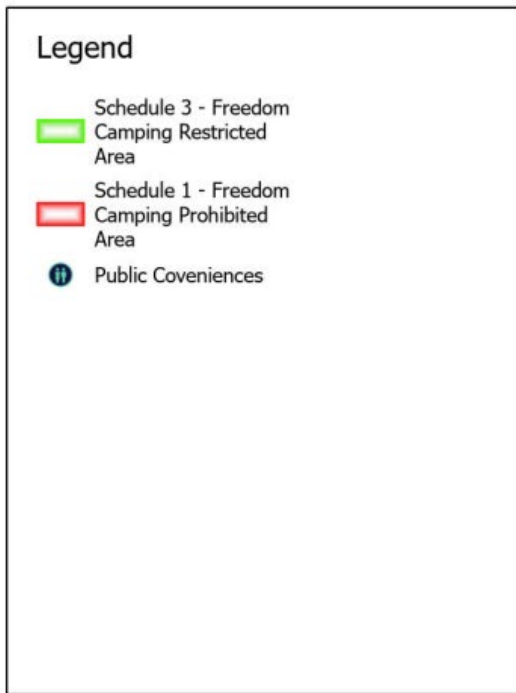 Legend
Schedule 3 - Freedom
Camping Restricted
Area
Schedule 1 - Freedom
Camping Prohibited
Area
Public Coveniences